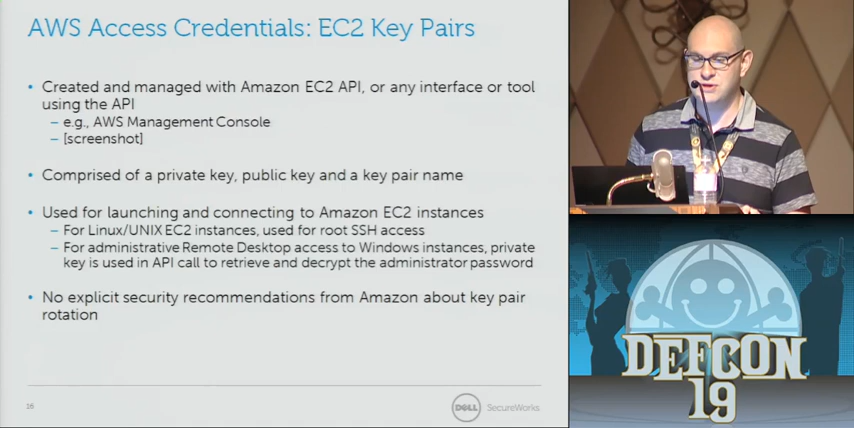 AWS Access Credentials: EC2 Key Pairs
• Created and managed with Amazon EC2 API, or any interface or tool
using the API
– e.g., AWS Management Console
– [screenshot]
• Comprised of a private key, public key and a key pair name
• Used for launching and connecting to Amazon EC2 instances
– For Linux/UNIX EC2 instances, used for root SSH access
– For administrative Remote Desktop access to Windows instances, private
key is used in API call to retrieve and decrypt the administrator password
• No explicit security recommendations from Amazon about key pair
rotation
16
DELL SecureWorks
DEFCON
19